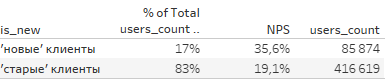 % of Total
is_new users_count .. NPS users_count
'новые' клиенты 17% 35,6% 85 874
'старые' клиенты 83% 19,1% 416 619